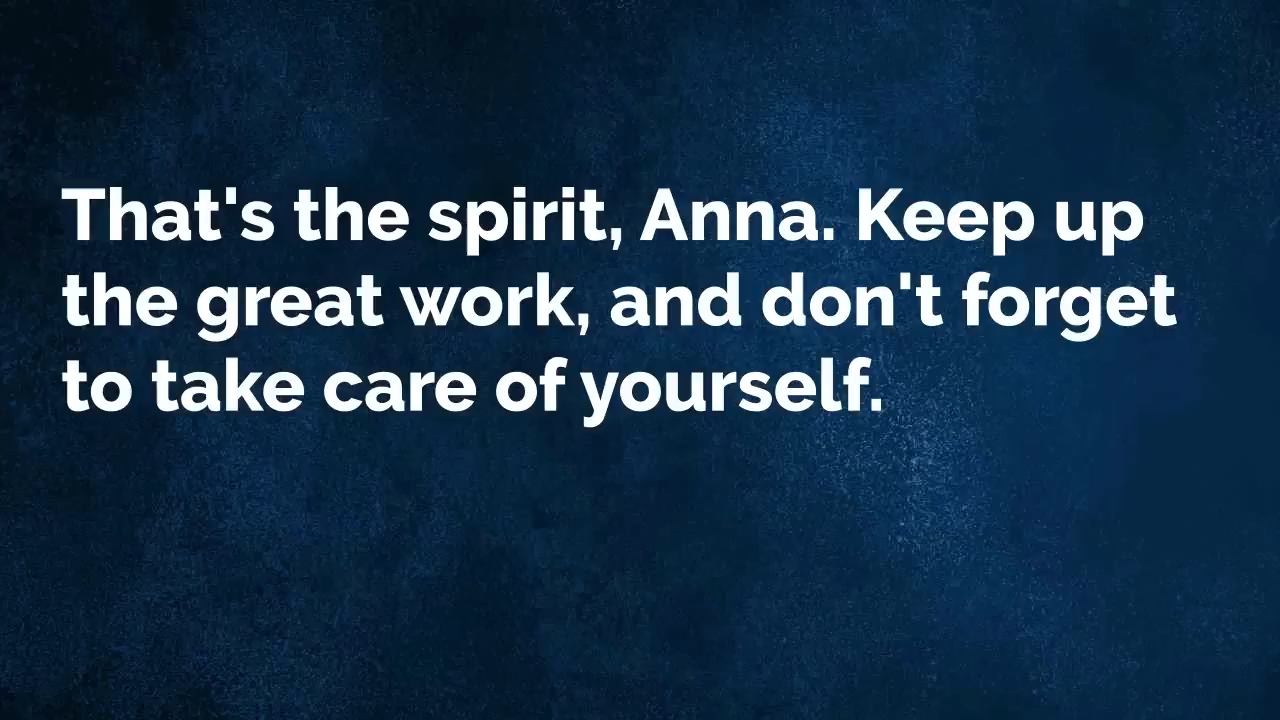 That's the spirit, Anna. Keep up
the great work, and don't forget
to take care of yourself.